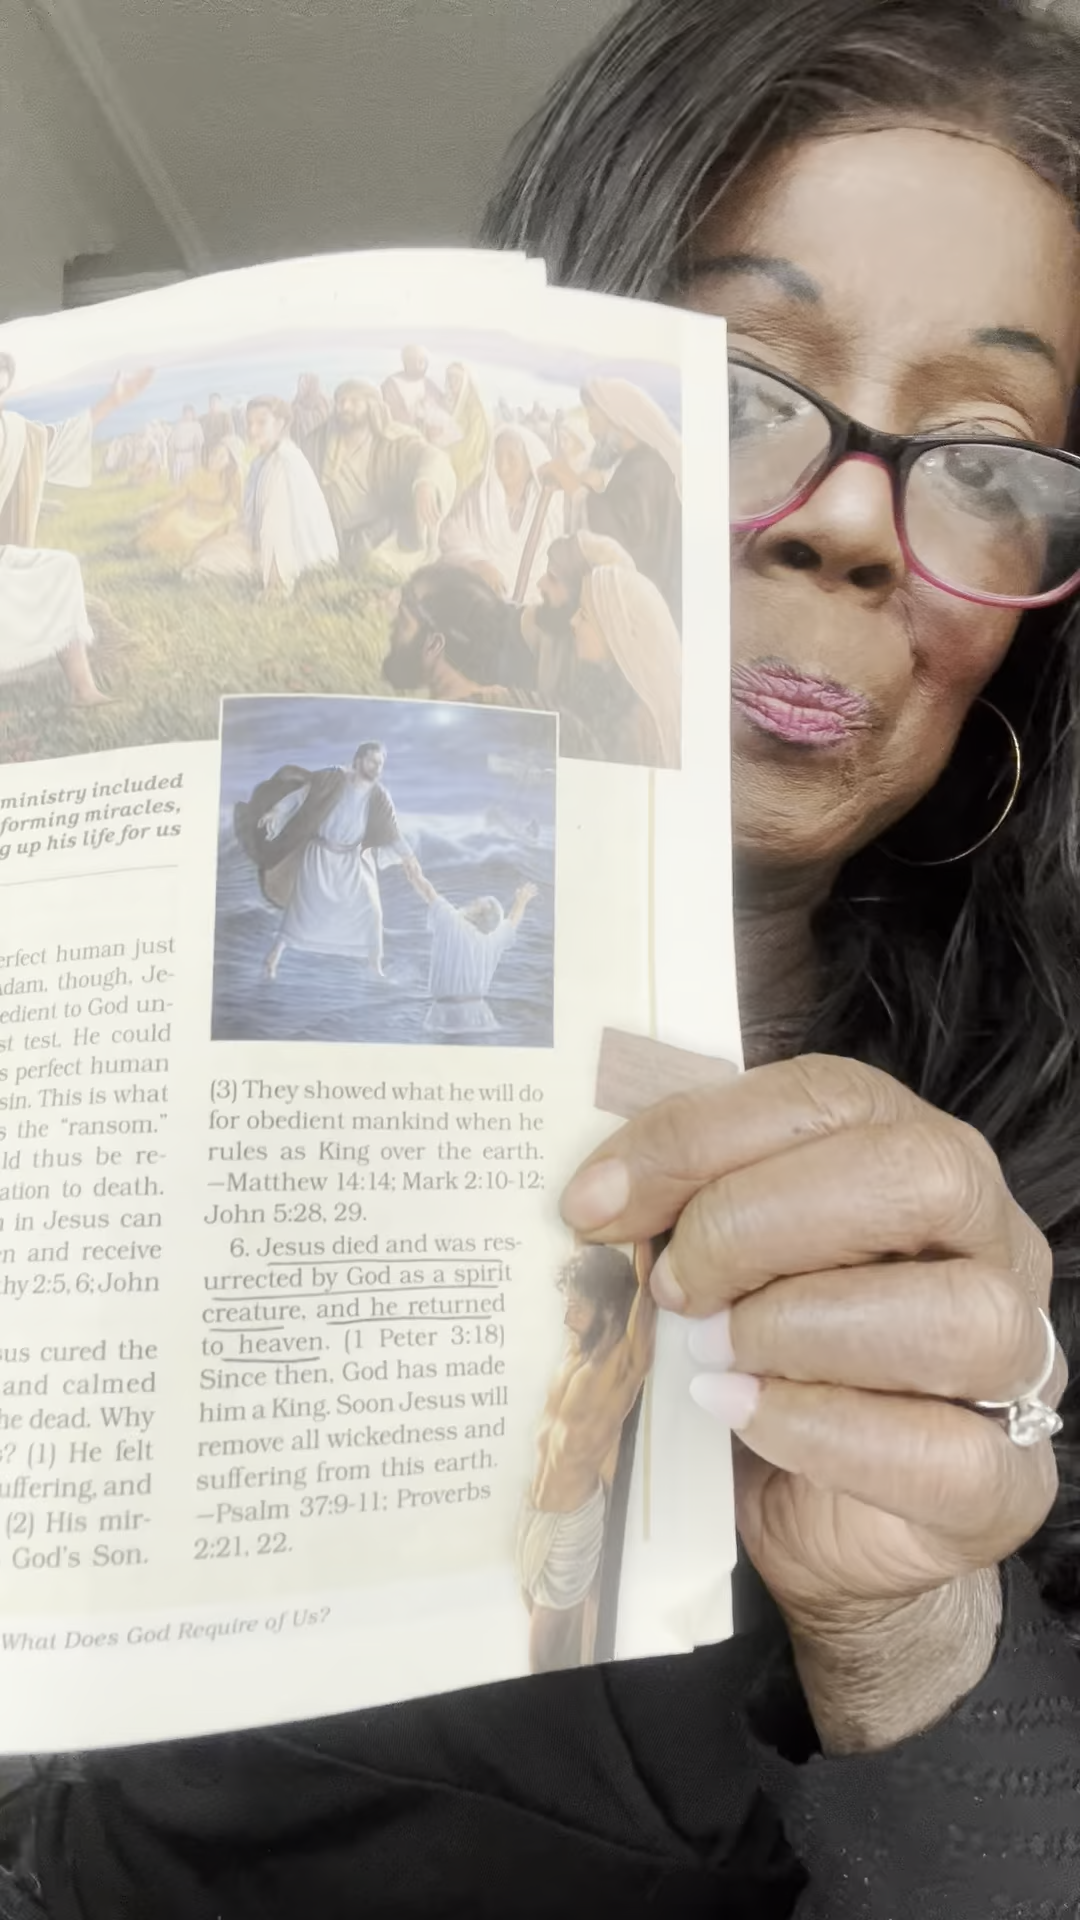 ministry included
forming miracles,
g up his life for us
erfect human just
dam, though, Je-
edient to God un-
st test. He could
s perfect human
sin. This is what
s the “ransom.”
ld thus be re-
ation to death.
n in Jesus can
n and receive
hy 2:5, 6; John
sus cured the
and calmed
he dead. Why
s? (1) He felt
uffering, and
(2) His mir-
God’s Son.
(3) They showed what he will do
for obedient mankind when he
rules as King over the earth.
—Matthew 14:14; Mark 2:10-12;
John 5:28, 29.
6. Jesus died and was res-
urrected by God as a spirit
creature, and he returned
to heaven. (1 Peter 3:18)
Since then, God has made
him a King. Soon Jesus will
remove all wickedness and
suffering from this earth.
—Psalm 37:9-11; Proverbs
2:21, 22.
What Does God Require of Us?